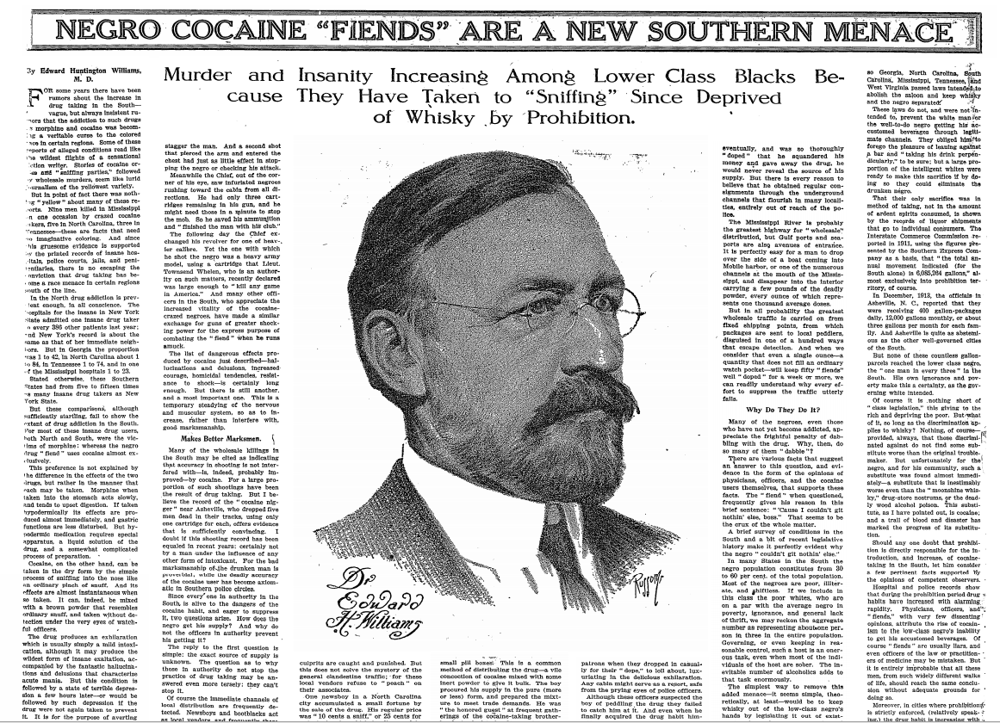 NEGRO COCAINE “FIENDS” ARE A NEW SOUTHERN MENACE
By Edward Huntington Williams,
M. D.
Murder and Insanity Increasing Among Lower Class Blacks Be-
cause They Have Taken to “Sniffing” Since Deprived
of Whisky by Prohibition.
FOR some years there have been
rumors about the increase in
drug taking in the South—
vague, but always insistent ru-
mors that the addiction to such drugs
as morphine and cocaine was becom-
ing a veritable curse to the colored
race in certain regions. Some of these
reports of alleged conditions read like
the wildest flights of a sensational
fiction writer. Stories of cocaine or-
gies and “sniffing parties,” followed
by wholesale murders, seem like lurid
journalism of the yellowest variety.
But in point of fact there was noth-
ing “yellow” about many of these re-
ports. Nine men killed in Mississippi
on one occasion by crazed cocaine
takers, five in North Carolina, three in
Tennessee—these are facts that need
no imaginative coloring. And since
this gruesome evidence is supported
by the printed records of insane hos-
pitals, police courts, jails, and peni-
tentiaries, there is no escaping the
conviction that drug taking has be-
come a race menace in certain regions
south of the line.
In the North drug addiction is prev-
alent enough, in all conscience. The
hospitals for the insane in New York
State admitted one insane drug taker
to every 386 other patients last year;
and New York's record is about the
same as that of her immediate neigh-
bors. But in Georgia the proportion
was 1 to 42, in North Carolina about 1
to 84, in Tennessee 1 to 74, and in one
of the Mississippi hospitals 1 to 23.
Stated otherwise, these Southern
States had from five to fifteen times
as many insane drug takers as New
York State.
But these comparisons, although
sufficiently startling, fail to show the
extent of drug addiction in the South.
For most of these insane drug users,
both North and South, were the vic-
tims of morphine; whereas the negro
drug “fiend” uses cocaine almost ex-
clusively.
This preference is not explained by
the difference in the effects of the two
drugs, but rather in the manner that
each may be taken. Morphine when
taken into the stomach acts slowly,
and tends to upset digestion. If taken
hypodermically its effects are pro-
duced almost immediately, and gastric
functions are less disturbed. But hy-
podermic medication requires special
apparatus, a liquid solution of the
drug, and a somewhat complicated
process of preparation.
Cocaine, on the other hand, can be
taken in the dry form by the simple
process of sniffing into the nose like
an ordinary pinch of snuff. And its
effects are almost instantaneous when
so taken. It can, indeed, be mixed
with a brown powder that resembles
ordinary snuff, and taken without de-
tection under the very eyes of watch-
ful officers.
The drug produces an exhilaration
which is usually simply a mild intoxi-
cation, although it may produce the
wildest form of insane exaltation, ac-
companied by the fantastic hallucina-
tions and delusions that characterize
acute mania. But this condition is
followed by a state of terrible depres-
sion a few hours later—or would be
followed by such depression if the
drug were not again taken to prevent
it. It is for the purpose of averting
stagger the man. And a second shot
that pierced the arm and entered the
chest had just as little effect in stop-
ping the negro or checking his attack.
Meanwhile the Chief, out of the cor-
ner of his eye, saw infuriated negroes
rushing toward the cabin from all di-
rections. He had only three cart-
ridges remaining in his gun, and he
might need those in a minute to stop
the mob. So he saved his ammunition
and “finished the man with his club.”
The following day the Chief ex-
changed his revolver for one of heav-
ier calibre. Yet the one with which
he shot the negro was a heavy army
model, using a cartridge that Lieut.
Townsend Whelen, who is an author-
ity on such matters, recently declared
was large enough to “kill any game
in America.” And many other offi-
cers in the South, who appreciate the
increased vitality of the cocaine-
crazed negroes, have made a similar
exchange for guns of greater shock-
ing power for the express purpose of
combating the “fiend” when he runs
amuck.
The list of dangerous effects pro-
duced by cocaine just described—hal-
lucinations and delusions, increased
courage, homicidal tendencies, resist-
ance to shock—is certainly long
enough. But there is still another,
and a most important one. This is a
temporary steadying of the nervous
and muscular system, so as to in-
crease, rather than interfere with,
good marksmanship.
Makes Better Marksmen.
Many of the wholesale killings in
the South may be cited as indicating
that accuracy in shooting is not inter-
fered with—is, indeed, probably im-
proved—by cocaine. For a large pro-
portion of such shootings have been
the result of drug taking. But I be-
lieve the record of the “cocaine nig-
ger” near Asheville, who dropped five
men dead in their tracks, using only
one cartridge for each, offers evidence
that is sufficiently convincing. I
doubt if this shooting record has been
equaled in recent years: certainly not
by a man under the influence of any
other form of intoxicant. For the bad
marksmanship of the drunken man is
proverbial, while the deadly accuracy
of the cocaine user has become axiom-
atic in Southern police circles.
Since every one in authority in the
South, is alive to the dangers of the
cocaine habit, and eager to suppress
it, two questions arise. How does the
negro get his supply? And why do
not the officers in authority prevent
his getting it?
The reply to the first question is
simple: the exact source of supply is
unknown. The question as to why
those in authority do not stop the
practice of drug taking may be an-
swered even more tersely: they can't
stop it.
Of course the immediate channels of
local distribution are frequently de-
tected. Newsboys and bootblacks act
as local vendors, and frequently these
Dr Edward
H. Williams
Russon
culprits are caught and punished. But
this does not solve the mystery of the
general clandestine traffic; for these
local vendors refuse to “peach” on
their associates.
One newsboy in a North Carolina
city accumulated a small fortune by
the sale of the drug. His regular price
was “10 cents a sniff,” or 25 cents for
small pill boxes. This is a common
method of distributing the drug—a vile
concoction of cocaine mixed with some
inert powder to give it bulk. The boy
procured his supply in the pure (more
or less) form, and prepared the mixt-
ure to meet trade demands. He was
“the honored guest” at frequent gath-
erings of the cocaine-taking brother-
patrons when they dropped in casual-
ly for their “dope,” to loll about, lux-
uriating in the delicious exhilaration.
Any cabin might serve as a resort, safe
from the prying eyes of police officers.
Although these officers suspected the
boy of peddling the drug they failed
to catch him at it. And even when he
finally acquired the drug habit him-
eventually, and was so thoroughly
“doped” that he squandered his
money and gave away the drug, he
would never reveal the source of his
supply. But there is every reason to
believe that he obtained regular con-
signments through the underground
channels that flourish in many locali-
ties, entirely out of reach of the po-
lice.
The Mississippi River is probably
the greatest highway for “wholesale”
distribution, but Gulf ports and sea-
ports are also avenues of entrance.
It is perfectly easy for a man to drop
over the side of a boat coming into
Mobile harbor, or one of the numerous
channels at the mouth of the Missis-
sippi, and disappear into the interior
carrying a few pounds of the deadly
powder, every ounce of which repre-
sents one thousand average doses.
But in all probability the greatest
wholesale traffic is carried on from
fixed shipping points, from which
packages are sent to local peddlers,
disguised in one of a hundred ways
that escape detection. And when we
consider that even a single ounce—a
quantity that does not fill an ordinary
watch pocket—will keep fifty “fiends”
well “doped” for a week or more, we
can readily understand why every ef-
fort to suppress the traffic utterly
fails.
Why Do They Do It?
Many of the negroes, even those
who have not yet become addicted, ap-
preciate the frightful penalty of dab-
bling with the drug. Why, then, do
so many of them “dabble”?
There are various facts that suggest
an answer to this question, and evi-
dence in the form of the opinions of
physicians, officers, and the cocaine
users themselves, that supports these
facts. The “fiend” when questioned,
frequently gives his reason in this
brief sentence: “'Cause I couldn't git
nothin' else, boss.” That seems to be
the crux of the whole matter.
A brief survey of conditions in the
South and a bit of recent legislative
history make it perfectly evident why
the negro “couldn't git nothin' else.”
In many States in the South the
negro population constitutes from 30
to 60 per cent. of the total population.
Most of the negroes are poor, illiter-
ate, and shiftless. If we include in
this class the poor whites, who are
on a par with the average negro in
poverty, ignorance, and general lack
of thrift, we may reckon the aggregate
number as representing about one per-
son in three in the entire population.
Governing, or even keeping in rea-
sonable control, such a host is an oner-
ous task, even when most of the indi-
viduals of the host are sober. The in-
evitable number of alcoholics adds to
that task enormously.
The simplest way to remove this
added menace—it seems simple, theo-
retically, at least—would be to keep
whisky out of the low-class negro's
hands by legislating it out of exist-
so Georgia, North Carolina, South
Carolina, Mississippi, Tennessee, and
West Virginia passed laws intended to
abolish the saloon and keep whisky
and the negro separated.
These laws do not, and were not in-
tended to, prevent the white man or
the well-to-do negro getting his ac-
customed beverages through legiti-
mate channels. They obliged him to
forego the pleasure of leaning against
a bar and “taking his drink perpen-
dicularly,” to be sure; but a large pro-
portion of the intelligent whites were
ready to make this sacrifice if by do-
ing so they could eliminate the
drunken negro.
That their only sacrifice was in
method of taking, not in the amount
of ardent spirits consumed, is shown
by the records of liquor shipments
that go to individual consumers. The
Interstate Commerce Commission re-
ported in 1911, using the figures pre-
sented by the Southern Express Com-
pany as a basis, that “the total an-
nual movement indicated (for the
South alone) is 6,085,264 gallons,” al-
most exclusively into prohibition ter-
ritory, of course.
In December, 1913, the officials in
Asheville, N. C., reported that they
were receiving 400 gallon-packages
daily, 12,000 gallons monthly, or about
three gallons per month for each fam-
ily. And Asheville is quite as abstemi-
ous as the other well-governed cities
of the South.
But none of these countless gallon-
parcels reached the lower class negro,
the “one man in every three” in the
South. His own ignorance and pov-
erty make this a certainty, as the gov-
erning white intended.
Of course it is nothing short of
“class legislation,” this giving to the
rich and depriving the poor. But what
of it, so long as the discrimination ap-
plies to whisky? Nothing, of course—
provided, always, that those discrimi-
nated against do not find some sub-
stitute worse than the original trouble-
maker. But unfortunately for the
negro, and for his community, such a
substitute was found almost immedi-
ately—a substitute that is inestimably
worse even than the “moonshine whis-
ky,” drug-store nostrums, or the dead-
ly wood alcohol poison. This substi-
tute, as I have pointed out, is cocaine;
and a trail of blood and disaster has
marked the progress of its substitu-
tion.
Should any one doubt that prohibi-
tion is directly responsible for the in-
troduction, and increase, of cocaine-
taking in the South, let him consider
a few pertinent facts supported by
the opinions of competent observers.
Hospital and police records show
that during the prohibition period drug
habits have increased with alarming
rapidity. Physicians, officers, and
“fiends,” with very few dissenting
opinions, attribute the rise of cocain-
ism to the low-class negro's inability
to get his accustomed beverages. Of
course “fiends” are usually liars, and
even officers of the law or practition-
ers of medicine may be mistaken. But
it is entirely improbable that all these
men, from such widely different walks
of life, should reach the same conclu-
sion without adequate grounds for
doing so.
Moreover, in cities where prohibition
is strictly enforced, (relatively speak-
ing,) the drug habit is increasing with